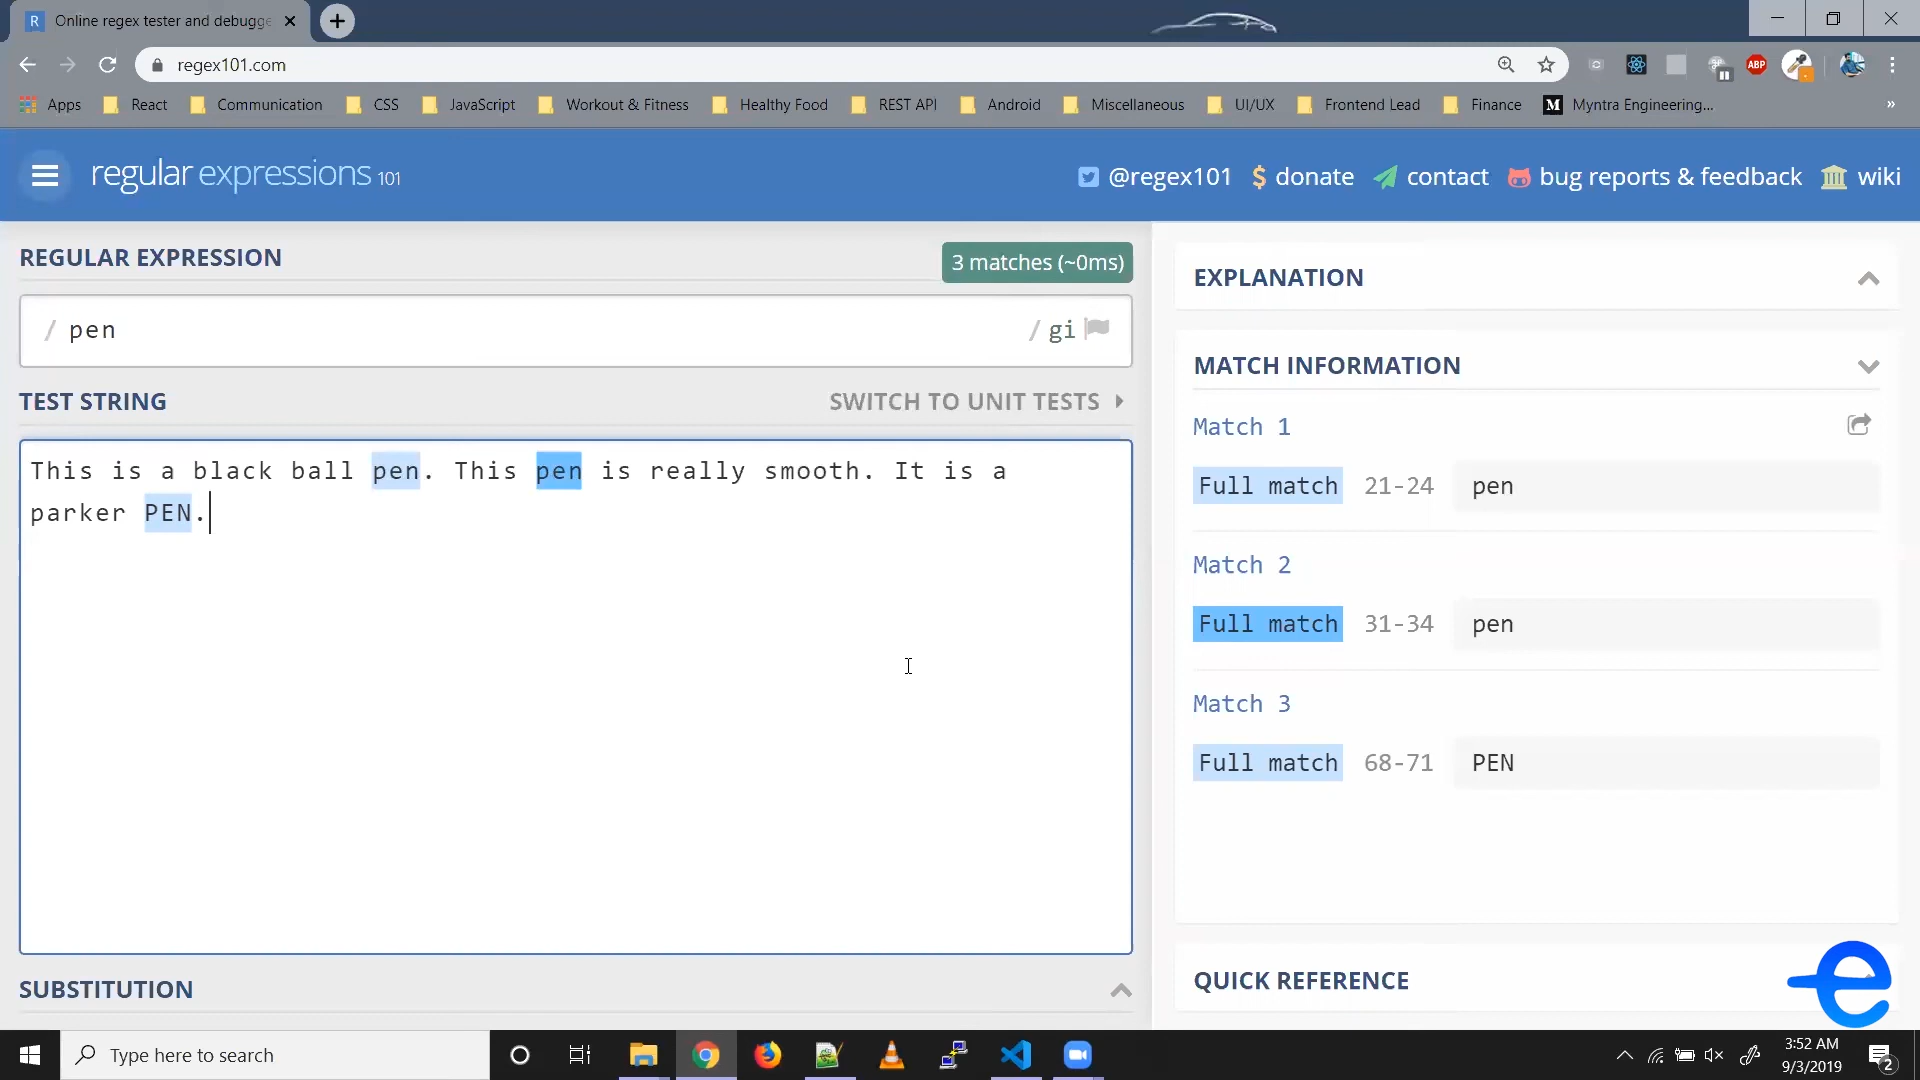 R Online regex tester and debugge
regex101.com
ABP
Apps React Communication CSS JavaScript Workout & Fitness Healthy Food REST API Android Miscellaneous UI/UX Frontend Lead Finance M Myntra Engineering... »
regular expressions 101
@regex101 $ donate contact bug reports & feedback wiki
REGULAR EXPRESSION
3 matches (~0ms)
/ pen / gi
TEST STRING
SWITCH TO UNIT TESTS
This is a black ball pen. This pen is really smooth. It is a
parker PEN.
SUBSTITUTION
EXPLANATION
MATCH INFORMATION
Match 1
Full match 21-24 pen
Match 2
Full match 31-34 pen
Match 3
Full match 68-71 PEN
QUICK REFERENCE
e
Type here to search
3:52 AM
9/3/2019
2